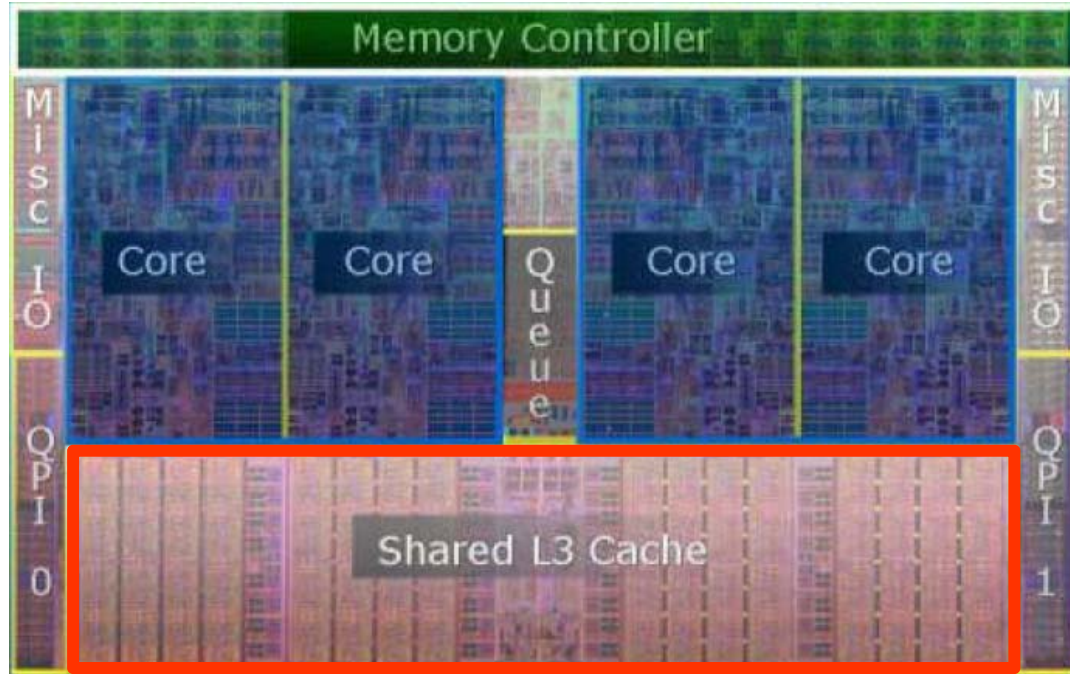 Memory Controller
Misc IO
Core
Core
Queue
Core
Core
Misc IO
QPI 0
Shared L3 Cache
QPI 1